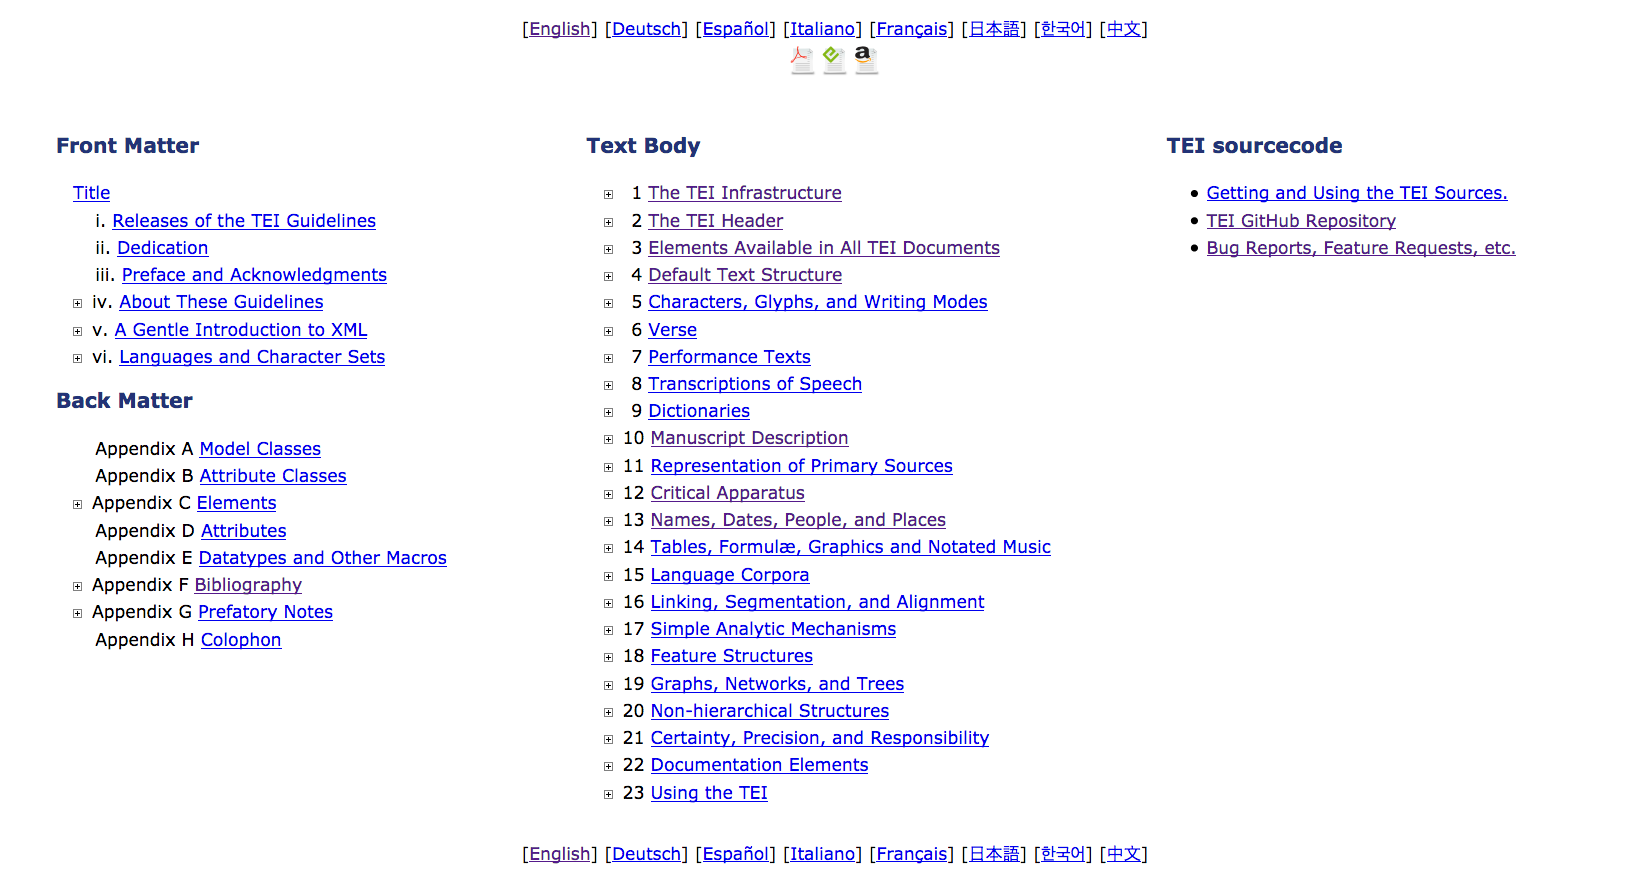 [English] [Deutsch] [Español] [Italiano] [Français] [日本語] [한국어] [中文]
Front Matter
Title
i. Releases of the TEI Guidelines
ii. Dedication
iii. Preface and Acknowledgments
iv. About These Guidelines
v. A Gentle Introduction to XML
vi. Languages and Character Sets
Back Matter
Appendix A Model Classes
Appendix B Attribute Classes
Appendix C Elements
Appendix D Attributes
Appendix E Datatypes and Other Macros
Appendix F Bibliography
Appendix G Prefatory Notes
Appendix H Colophon
Text Body
1 The TEI Infrastructure
2 The TEI Header
3 Elements Available in All TEI Documents
4 Default Text Structure
5 Characters, Glyphs, and Writing Modes
6 Verse
7 Performance Texts
8 Transcriptions of Speech
9 Dictionaries
10 Manuscript Description
11 Representation of Primary Sources
12 Critical Apparatus
13 Names, Dates, People, and Places
14 Tables, Formulæ, Graphics and Notated Music
15 Language Corpora
16 Linking, Segmentation, and Alignment
17 Simple Analytic Mechanisms
18 Feature Structures
19 Graphs, Networks, and Trees
20 Non-hierarchical Structures
21 Certainty, Precision, and Responsibility
22 Documentation Elements
23 Using the TEI
TEI sourcecode
• Getting and Using the TEI Sources.
• TEI GitHub Repository
• Bug Reports, Feature Requests, etc.
[English] [Deutsch] [Español] [Italiano] [Français] [日本語] [한국어] [中文]